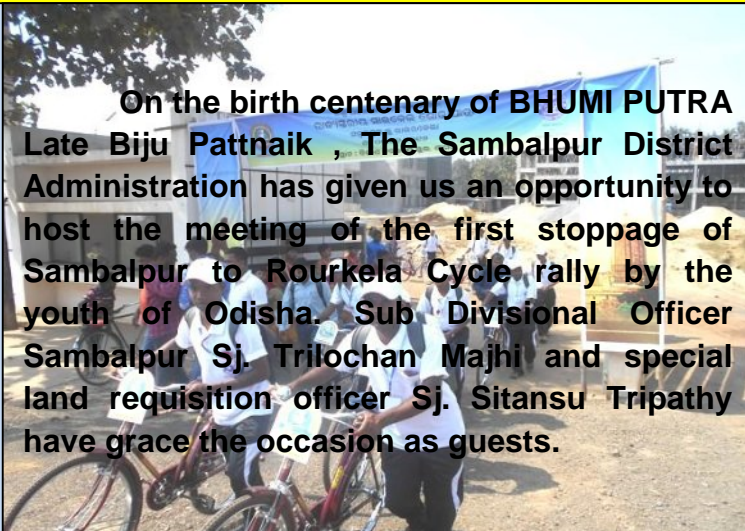 On the birth centenary of BHUMI PUTRA
Late Biju Pattnaik , The Sambalpur District
Administration has given us an opportunity to
host the meeting of the first stoppage of
Sambalpur to Rourkela Cycle rally by the
youth of Odisha. Sub Divisional Officer
Sambalpur Sj. Trilochan Majhi and special
land requisition officer Sj. Sitansu Tripathy
have grace the occasion as guests.